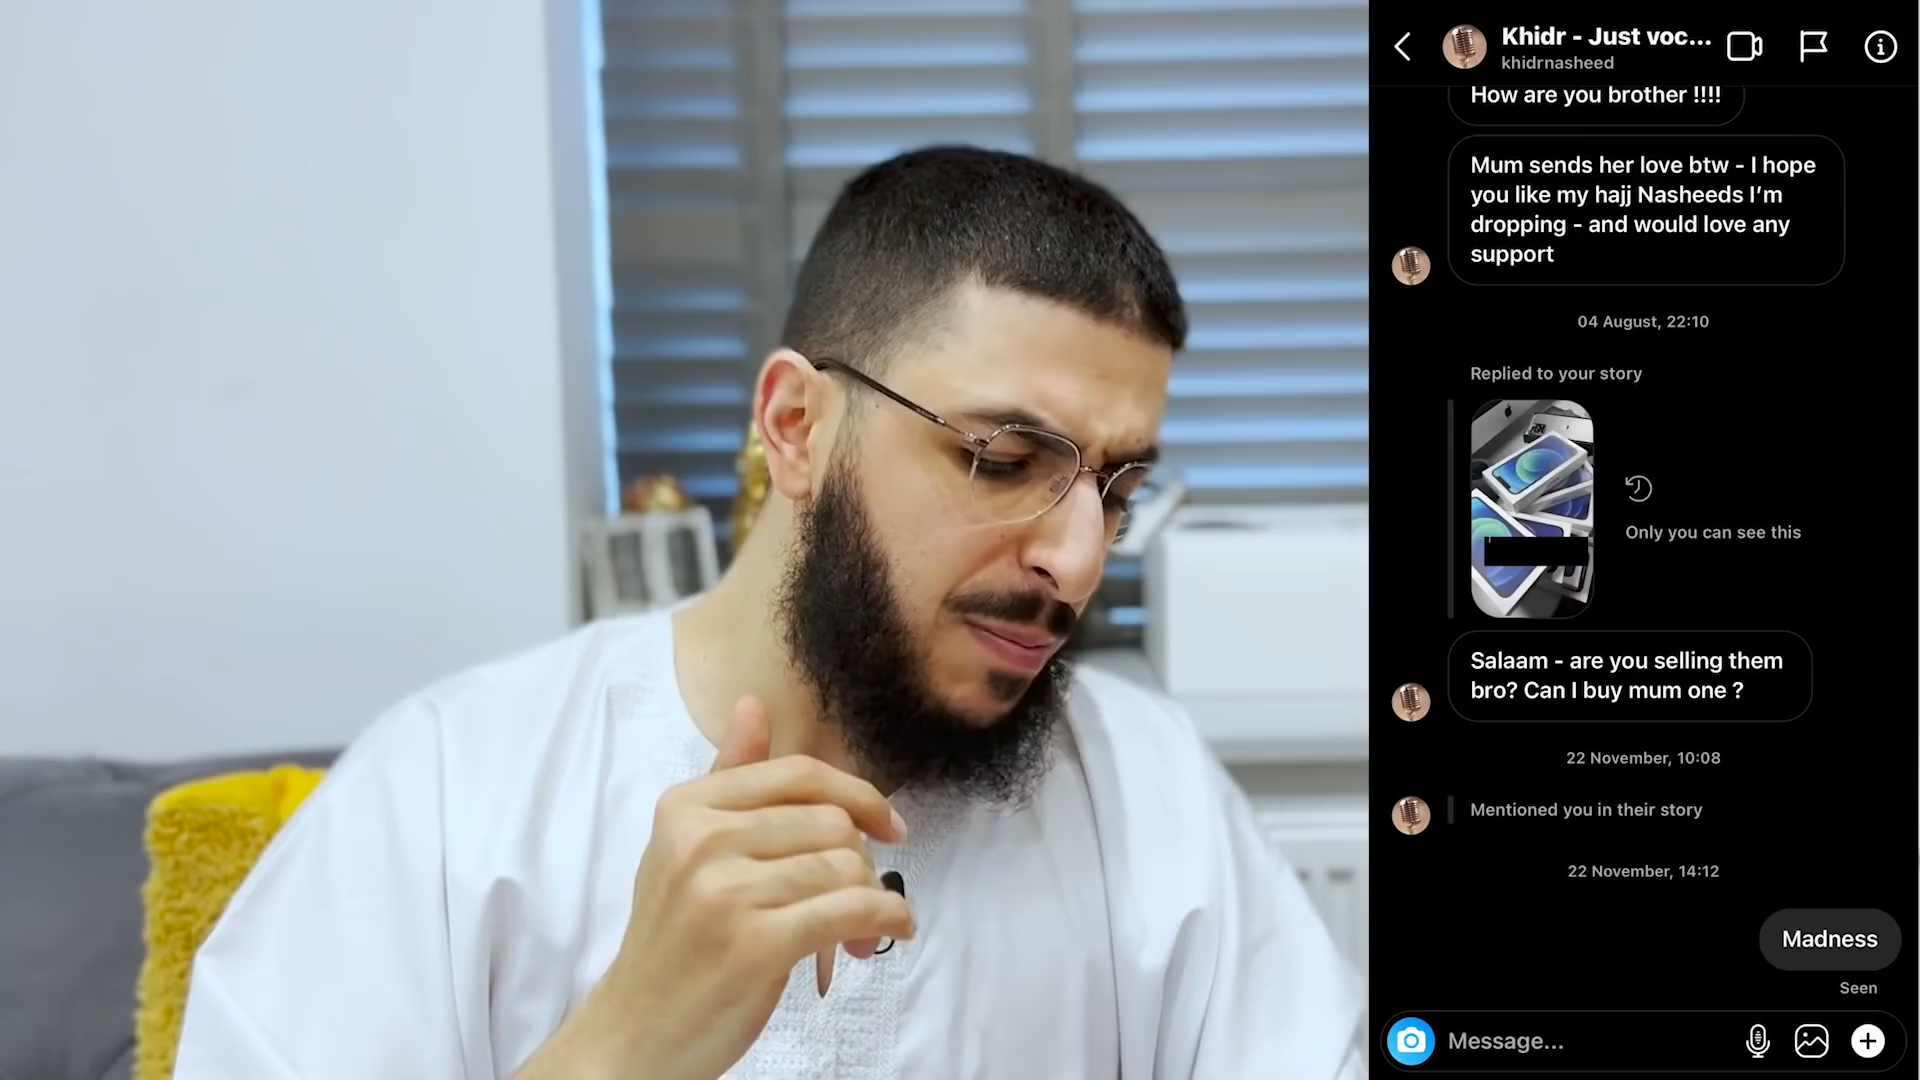 Khidr - Just voc...
khidrnasheed
How are you brother !!!!
Mum sends her love btw - I hope
you like my hajj Nasheeds I’m
dropping - and would love any
support
04 August, 22:10
Replied to your story
Only you can see this
Salaam - are you selling them
bro? Can I buy mum one ?
22 November, 10:08
Mentioned you in their story
22 November, 14:12
Madness
Seen
Message...